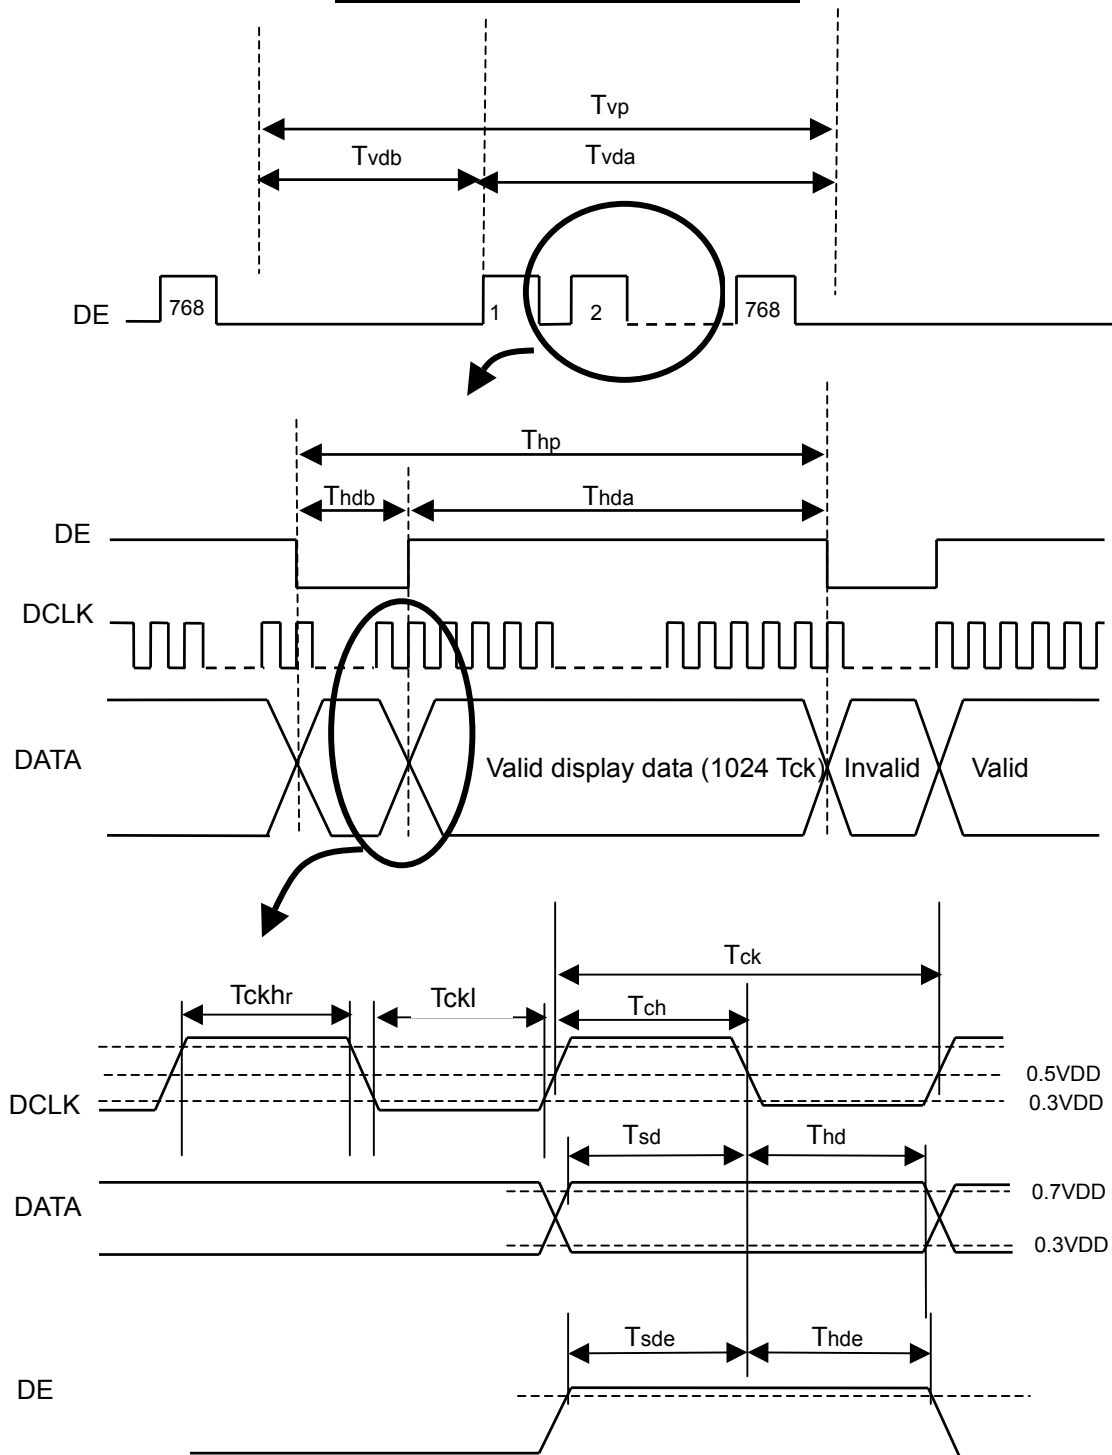 Tvp
Tvdb Tvda
DE 768 1 2 768
Thp
Thdb Thda
DE
DCLK
DATA Valid display data (1024 Tck) Invalid Valid
Tck
Tckhr Tckl Tch
0.5VDD
DCLK 0.3VDD
Tsd Thd
DATA 0.7VDD
0.3VDD
Tsde Thde
DE